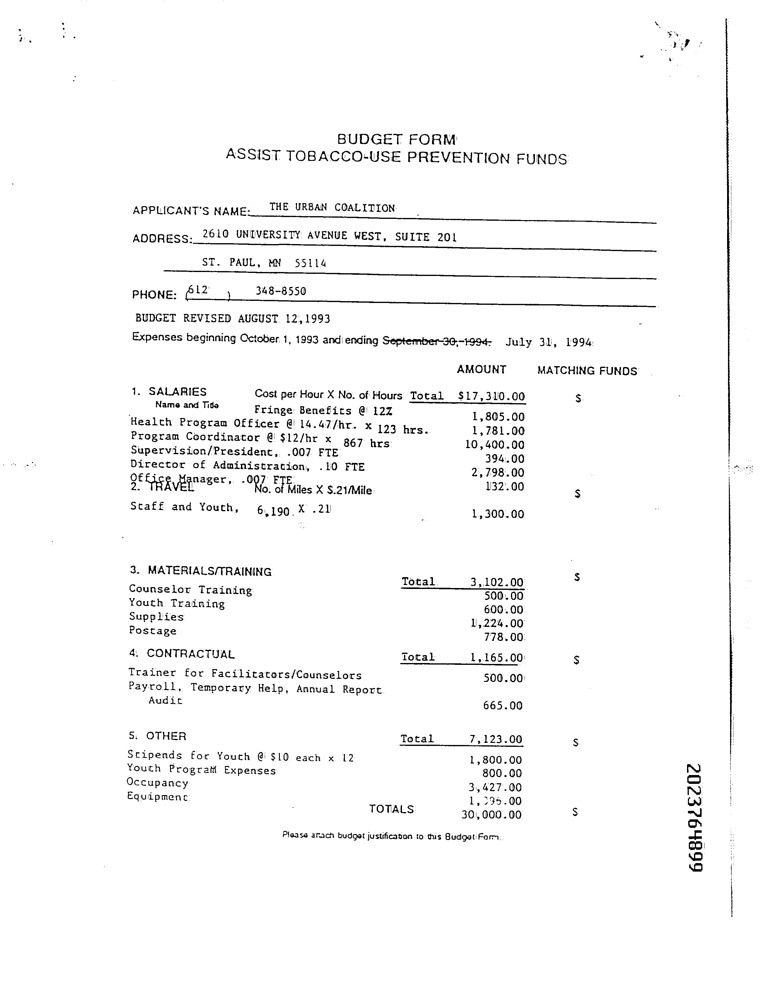 BUDGET FORM
ASSIST TOBACCO-USE PREVENTION FUNDS
APPLICANT'S NAME: THE URBAN COALITION
ADDRESS: 2610 UNIVERSITY AVENUE WEST, SUITE 201
ST. PAUL, MN 55114
PHONE: (612) 348-8550
BUDGET REVISED AUGUST 12,1993
Expenses beginning October 1, 1993 and ending September 30, 1994. July 31, 1994
AMOUNT MATCHING FUNDS
1. SALARIES Cost per Hour X No. of Hours Total $17,310.00 $
Name and Title Fringe Benefits @ 12% 1,805.00
Health Program Officer @ 14.47/hr. x 123 hrs. 1,781.00
Program Coordinator @ $12/hr x 867 hrs 10,400.00
Supervision/President, .007 FTE 394.00
Director of Administration, .10 FTE 2,798.00
Office Manager, .007 FTE 132.00
2. TRAVEL No. of Miles X $.21/Mile $
Staff and Youth, 6,190 X .21 1,300.00
3. MATERIALS/TRAINING Total 3,102.00 $
Counselor Training 500.00
Youth Training 600.00
Supplies 1,224.00
Postage 778.00
4. CONTRACTUAL Total 1,165.00 $
Trainer for Facilitators/Counselors 500.00
Payroll, Temporary Help, Annual Report
Audit 665.00
5. OTHER Total 7,123.00 $
Stipends for Youth @ $10 each x 12 1,800.00
Youth Program Expenses 800.00
Occupancy 3,427.00
Equipment
TOTALS 30,000.00 $
Please attach budget justification to this Budget Form.
2023764899